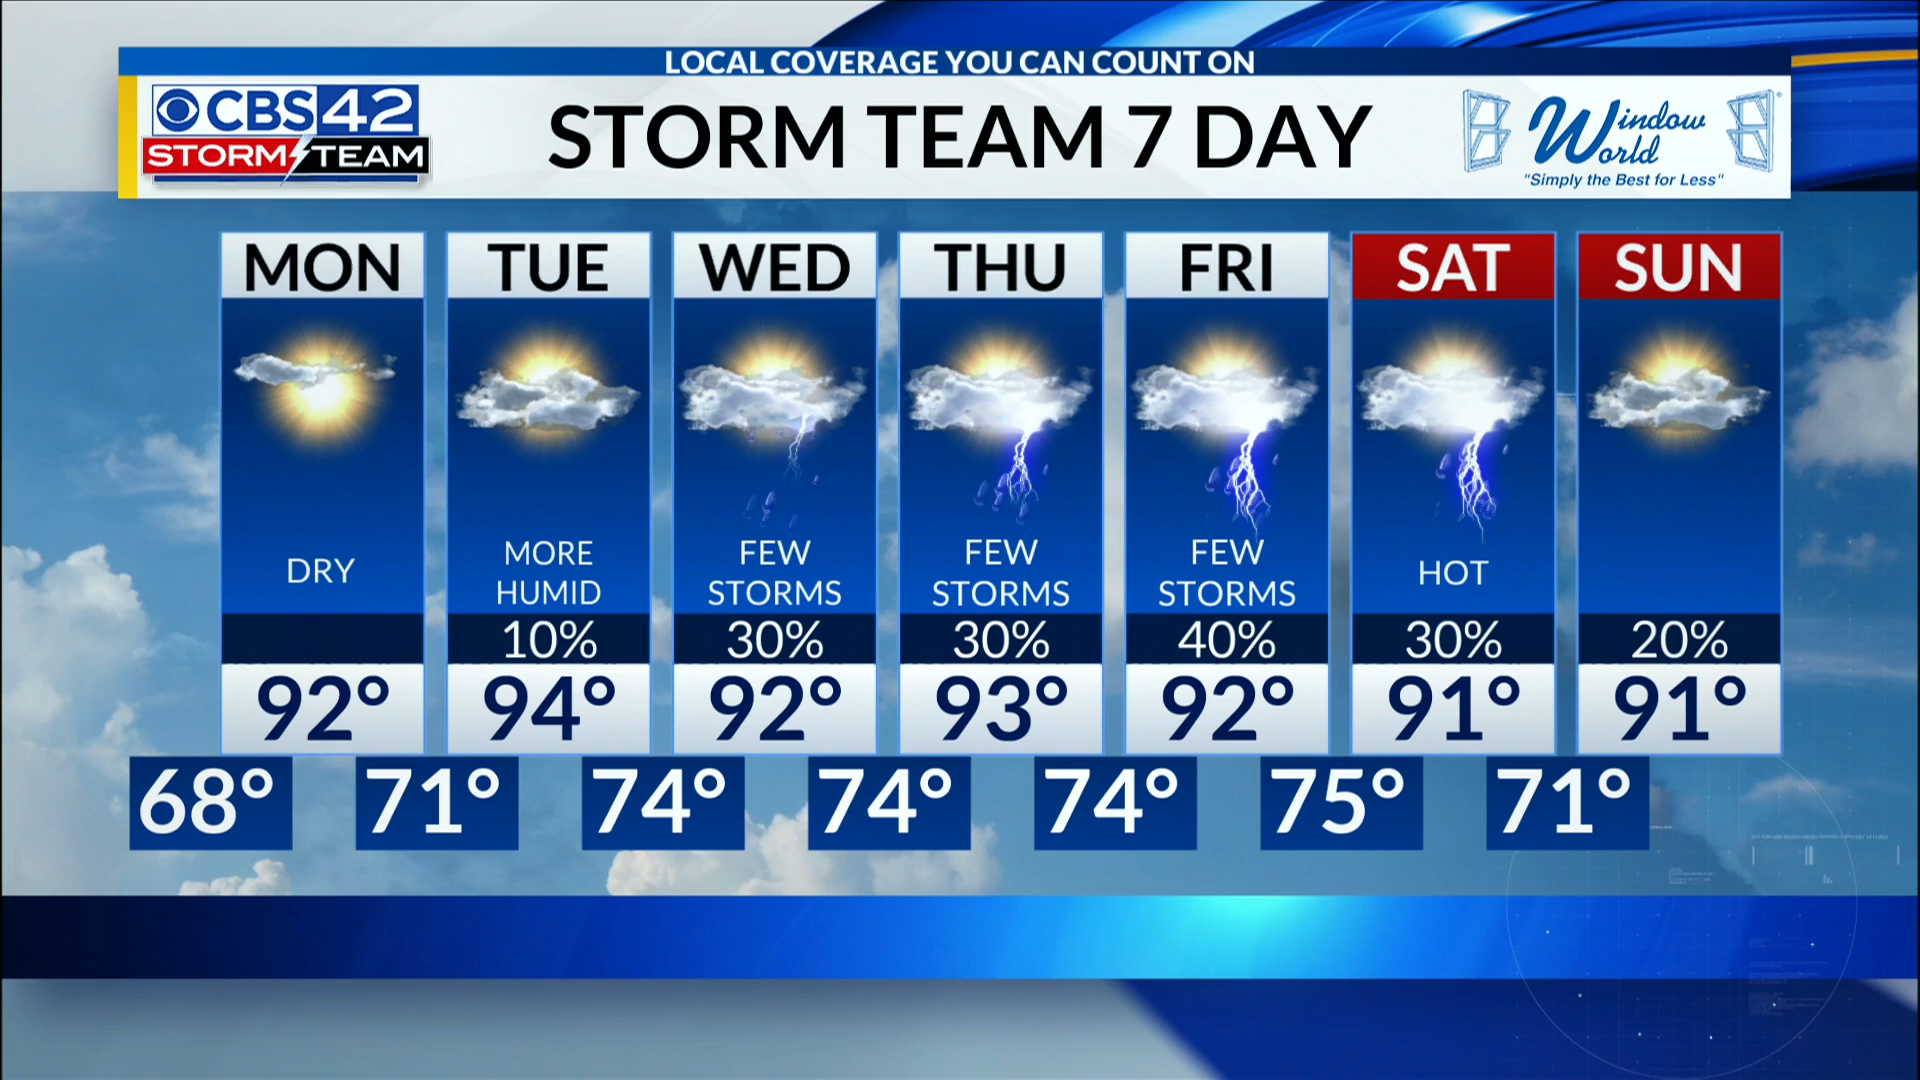 LOCAL COVERAGE YOU CAN COUNT ON
CBS 42
STORM TEAM
STORM TEAM 7 DAY
Window
World
"Simply the Best for Less"
MON TUE WED THU FRI SAT SUN
DRY
MORE
HUMID
FEW
STORMS
FEW
STORMS
FEW
STORMS
HOT
10% 30% 30% 40% 30% 20%
92° 94° 92° 93° 92° 91° 91°
68° 71° 74° 74° 74° 75° 71°